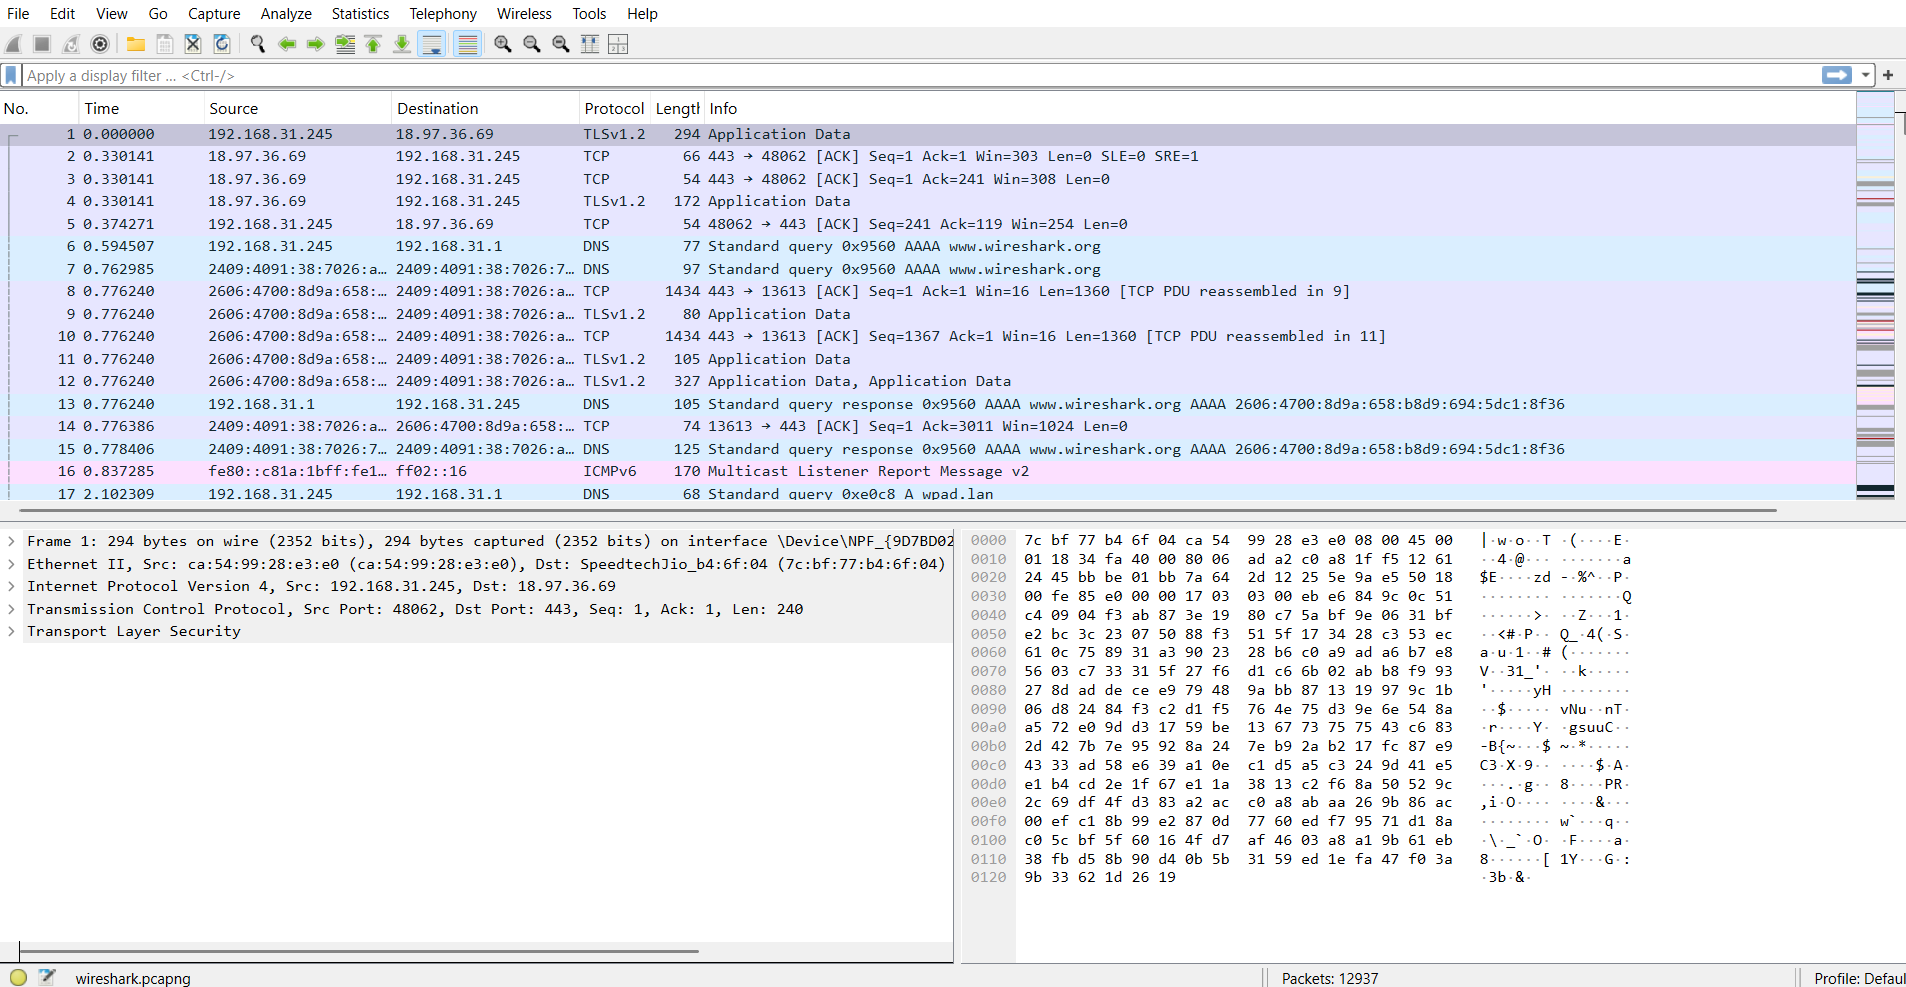 File Edit View Go Capture Analyze Statistics Telephony Wireless Tools Help
Apply a display filter … <Ctrl-/>
No. Time Source Destination Protocol Length Info
1 0.000000 192.168.31.245 18.97.36.69 TLSv1.2 294 Application Data
2 0.330141 18.97.36.69 192.168.31.245 TCP 66 443 → 48062 [ACK] Seq=1 Ack=1 Win=303 Len=0 SLE=0 SRE=1
3 0.330141 18.97.36.69 192.168.31.245 TCP 54 443 → 48062 [ACK] Seq=1 Ack=241 Win=308 Len=0
4 0.330141 18.97.36.69 192.168.31.245 TLSv1.2 172 Application Data
5 0.374271 192.168.31.245 18.97.36.69 TCP 54 48062 → 443 [ACK] Seq=241 Ack=119 Win=254 Len=0
6 0.594507 192.168.31.245 192.168.31.1 DNS 77 Standard query 0x9560 AAAA www.wireshark.org
7 0.762985 2409:4091:38:7026:a… 2409:4091:38:7026:7… DNS 97 Standard query 0x9560 AAAA www.wireshark.org
8 0.776240 2606:4700:8d9a:658:… 2409:4091:38:7026:a… TCP 1434 443 → 13613 [ACK] Seq=1 Ack=1 Win=16 Len=1360 [TCP PDU reassembled in 9]
9 0.776240 2606:4700:8d9a:658:… 2409:4091:38:7026:a… TLSv1.2 80 Application Data
10 0.776240 2606:4700:8d9a:658:… 2409:4091:38:7026:a… TCP 1434 443 → 13613 [ACK] Seq=1367 Ack=1 Win=16 Len=1360 [TCP PDU reassembled in 11]
11 0.776240 2606:4700:8d9a:658:… 2409:4091:38:7026:a… TLSv1.2 105 Application Data
12 0.776240 2606:4700:8d9a:658:… 2409:4091:38:7026:a… TLSv1.2 327 Application Data, Application Data
13 0.776240 192.168.31.1 192.168.31.245 DNS 105 Standard query response 0x9560 AAAA www.wireshark.org AAAA 2606:4700:8d9a:658:b8d9:694:5dc1:8f36
14 0.776386 2409:4091:38:7026:a… 2606:4700:8d9a:658:… TCP 74 13613 → 443 [ACK] Seq=1 Ack=3011 Win=1024 Len=0
15 0.778406 2409:4091:38:7026:7… 2409:4091:38:7026:a… DNS 125 Standard query response 0x9560 AAAA www.wireshark.org AAAA 2606:4700:8d9a:658:b8d9:694:5dc1:8f36
16 0.837285 fe80::c81a:1bff:fe1… ff02::16 ICMPv6 170 Multicast Listener Report Message v2
17 2.102309 192.168.31.245 192.168.31.1 DNS 68 Standard query 0xe0c8 A wpad.lan
Frame 1: 294 bytes on wire (2352 bits), 294 bytes captured (2352 bits) on interface \Device\NPF_{9D7BD02
Ethernet II, Src: ca:54:99:28:e3:e0 (ca:54:99:28:e3:e0), Dst: SpeedtechJio_b4:6f:04 (7c:bf:77:b4:6f:04)
Internet Protocol Version 4, Src: 192.168.31.245, Dst: 18.97.36.69
Transmission Control Protocol, Src Port: 48062, Dst Port: 443, Seq: 1, Ack: 1, Len: 240
Transport Layer Security
0000 7c bf 77 b4 6f 04 ca 54 99 28 e3 e0 08 00 45 00 |·w·o··T ·(····E·
0010 01 18 34 fa 40 00 80 06 ad a2 c0 a8 1f f5 12 61 ··4·@··· ·······a
0020 24 45 bb be 01 bb 7a 64 2d 12 25 5e 9a e5 50 18 $E····zd -·%^··P·
0030 00 fe 85 e0 00 00 17 03 03 00 eb e6 84 9c 0c 51 ········ ·······Q
0040 c4 09 04 f3 ab 87 3e 19 80 c7 5a bf 9e 06 31 bf ······>· ··Z···1·
0050 e2 bc 3c 23 07 50 88 f3 51 5f 17 34 28 c3 53 ec ··<#·P·· Q_·4(·S·
0060 61 0c 75 89 31 a3 90 23 28 b6 c0 a9 ad a6 b7 e8 a·u·1··# (·······
0070 56 03 c7 33 31 5f 27 f6 d1 c6 6b 02 ab b8 f9 93 V··31_'· ··k·····
0080 27 8d ad de ce e9 79 48 9a bb 87 13 19 97 9c 1b '·····yH ········
0090 06 d8 24 84 f3 c2 d1 f5 76 4e 75 d3 9e 6e 54 8a ··$····· vNu··nT·
00a0 a5 72 e0 9d d3 17 59 be 13 67 73 75 75 43 c6 83 ·r····Y· ·gsuuC··
00b0 2d 42 7b 7e 95 92 8a 24 7e b9 2a b2 17 fc 87 e9 -B{~···$ ~·*·····
00c0 43 33 ad 58 e6 39 a1 0e c1 d5 a5 c3 24 9d 41 e5 C3·X·9·· ····$·A·
00d0 e1 b4 cd 2e 1f 67 e1 1a 38 13 c2 f6 8a 50 52 9c ···.·g·· 8····PR·
00e0 2c 69 df 4f d3 83 a2 ac c0 a8 ab aa 26 9b 86 ac ,i·O···· ····&···
00f0 00 ef c1 8b 99 e2 87 0d 77 60 ed f7 95 71 d1 8a ········ w`···q··
0100 c0 5c bf 5f 60 16 4f d7 af 46 03 a8 a1 9b 61 eb ·\·_`·O· ·F····a·
0110 38 fb d5 8b 90 d4 0b 5b 31 59 ed 1e fa 47 f0 3a 8······[ 1Y···G·:
0120 9b 33 62 1d 26 19 ·3b·&·
wireshark.pcapng Packets: 12937 Profile: Defaul